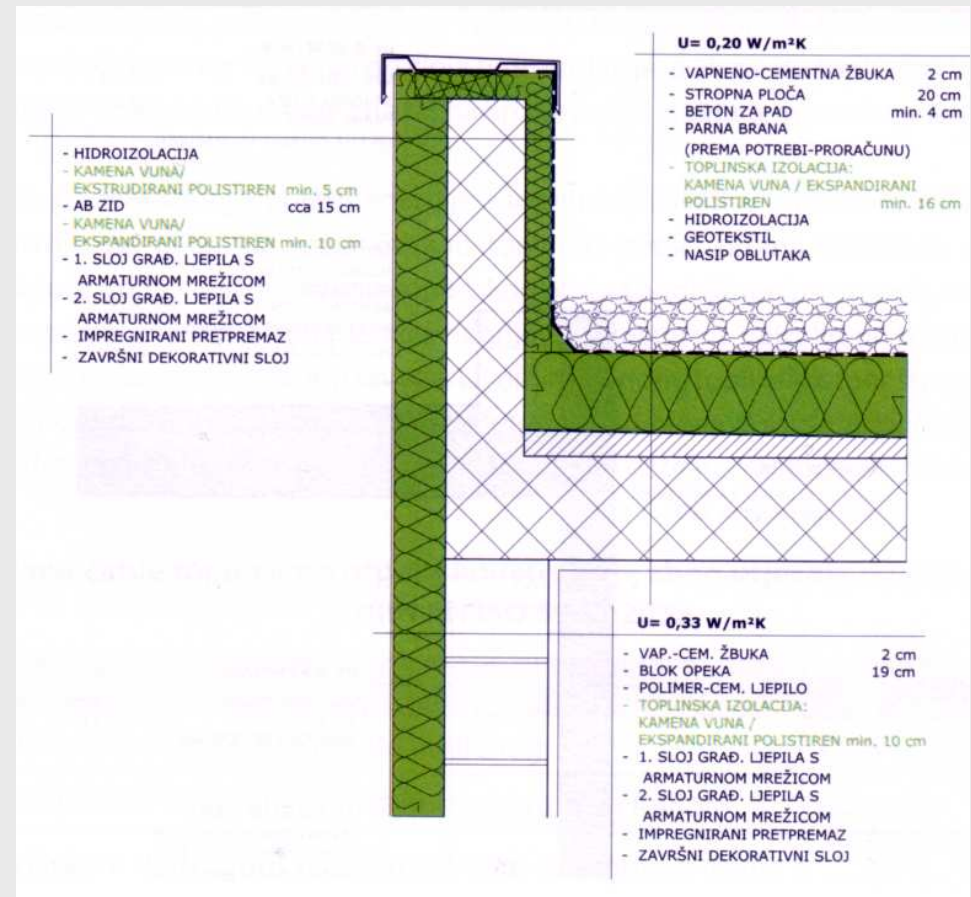 U= 0,20 W/m²K
- VAPNENO-CEMENTNA ŽBUKA 2 cm
- STROPNA PLOČA 20 cm
- BETON ZA PAD min. 4 cm
- PARNA BRANA
(PREMA POTREBI-PRORAČUNU)
- TOPLINSKA IZOLACIJA:
KAMENA VUNA / EKSPANDIRANI
POLISTIREN min. 16 cm
- HIDROIZOLACIJA
- GEOTEKSTIL
- NASIP OBLUTAKA
- HIDROIZOLACIJA
- KAMENA VUNA/
EKSTRUDIRANI POLISTIREN min. 5 cm
- AB ZID cca 15 cm
- KAMENA VUNA/
EKSPANDIRANI POLISTIREN min. 10 cm
- 1. SLOJ GRAĐ. LJEPILA S
ARMATURNOM MREŽICOM
- 2. SLOJ GRAĐ. LJEPILA S
ARMATURNOM MREŽICOM
- IMPREGNIRANI PRETPREMAZ
- ZAVRŠNI DEKORATIVNI SLOJ
U= 0,33 W/m²K
- VAP.-CEM. ŽBUKA 2 cm
- BLOK OPEKA 19 cm
- POLIMER-CEM. LJEPILO
- TOPLINSKA IZOLACIJA:
KAMENA VUNA /
EKSPANDIRANI POLISTIREN min. 10 cm
- 1. SLOJ GRAĐ. LJEPILA S
ARMATURNOM MREŽICOM
- 2. SLOJ GRAĐ. LJEPILA S
ARMATURNOM MREŽICOM
- IMPREGNIRANI PRETPREMAZ
- ZAVRŠNI DEKORATIVNI SLOJ